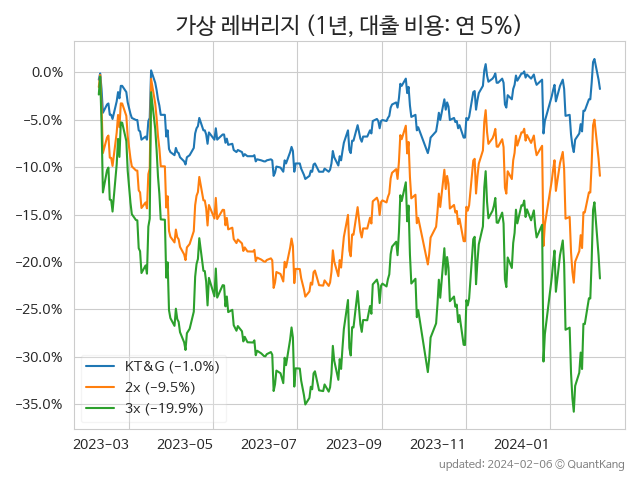 가상 레버리지 (1년, 대출 비용: 연 5%)
0.0%
−5.0%
−10.0%
−15.0%
−20.0%
−25.0%
−30.0%
−35.0%
KT&G (−1.0%)
2x (−9.5%)
3x (−19.9%)
2023-03 2023-05 2023-07 2023-09 2023-11 2024-01
updated: 2024-02-06 © QuantKang